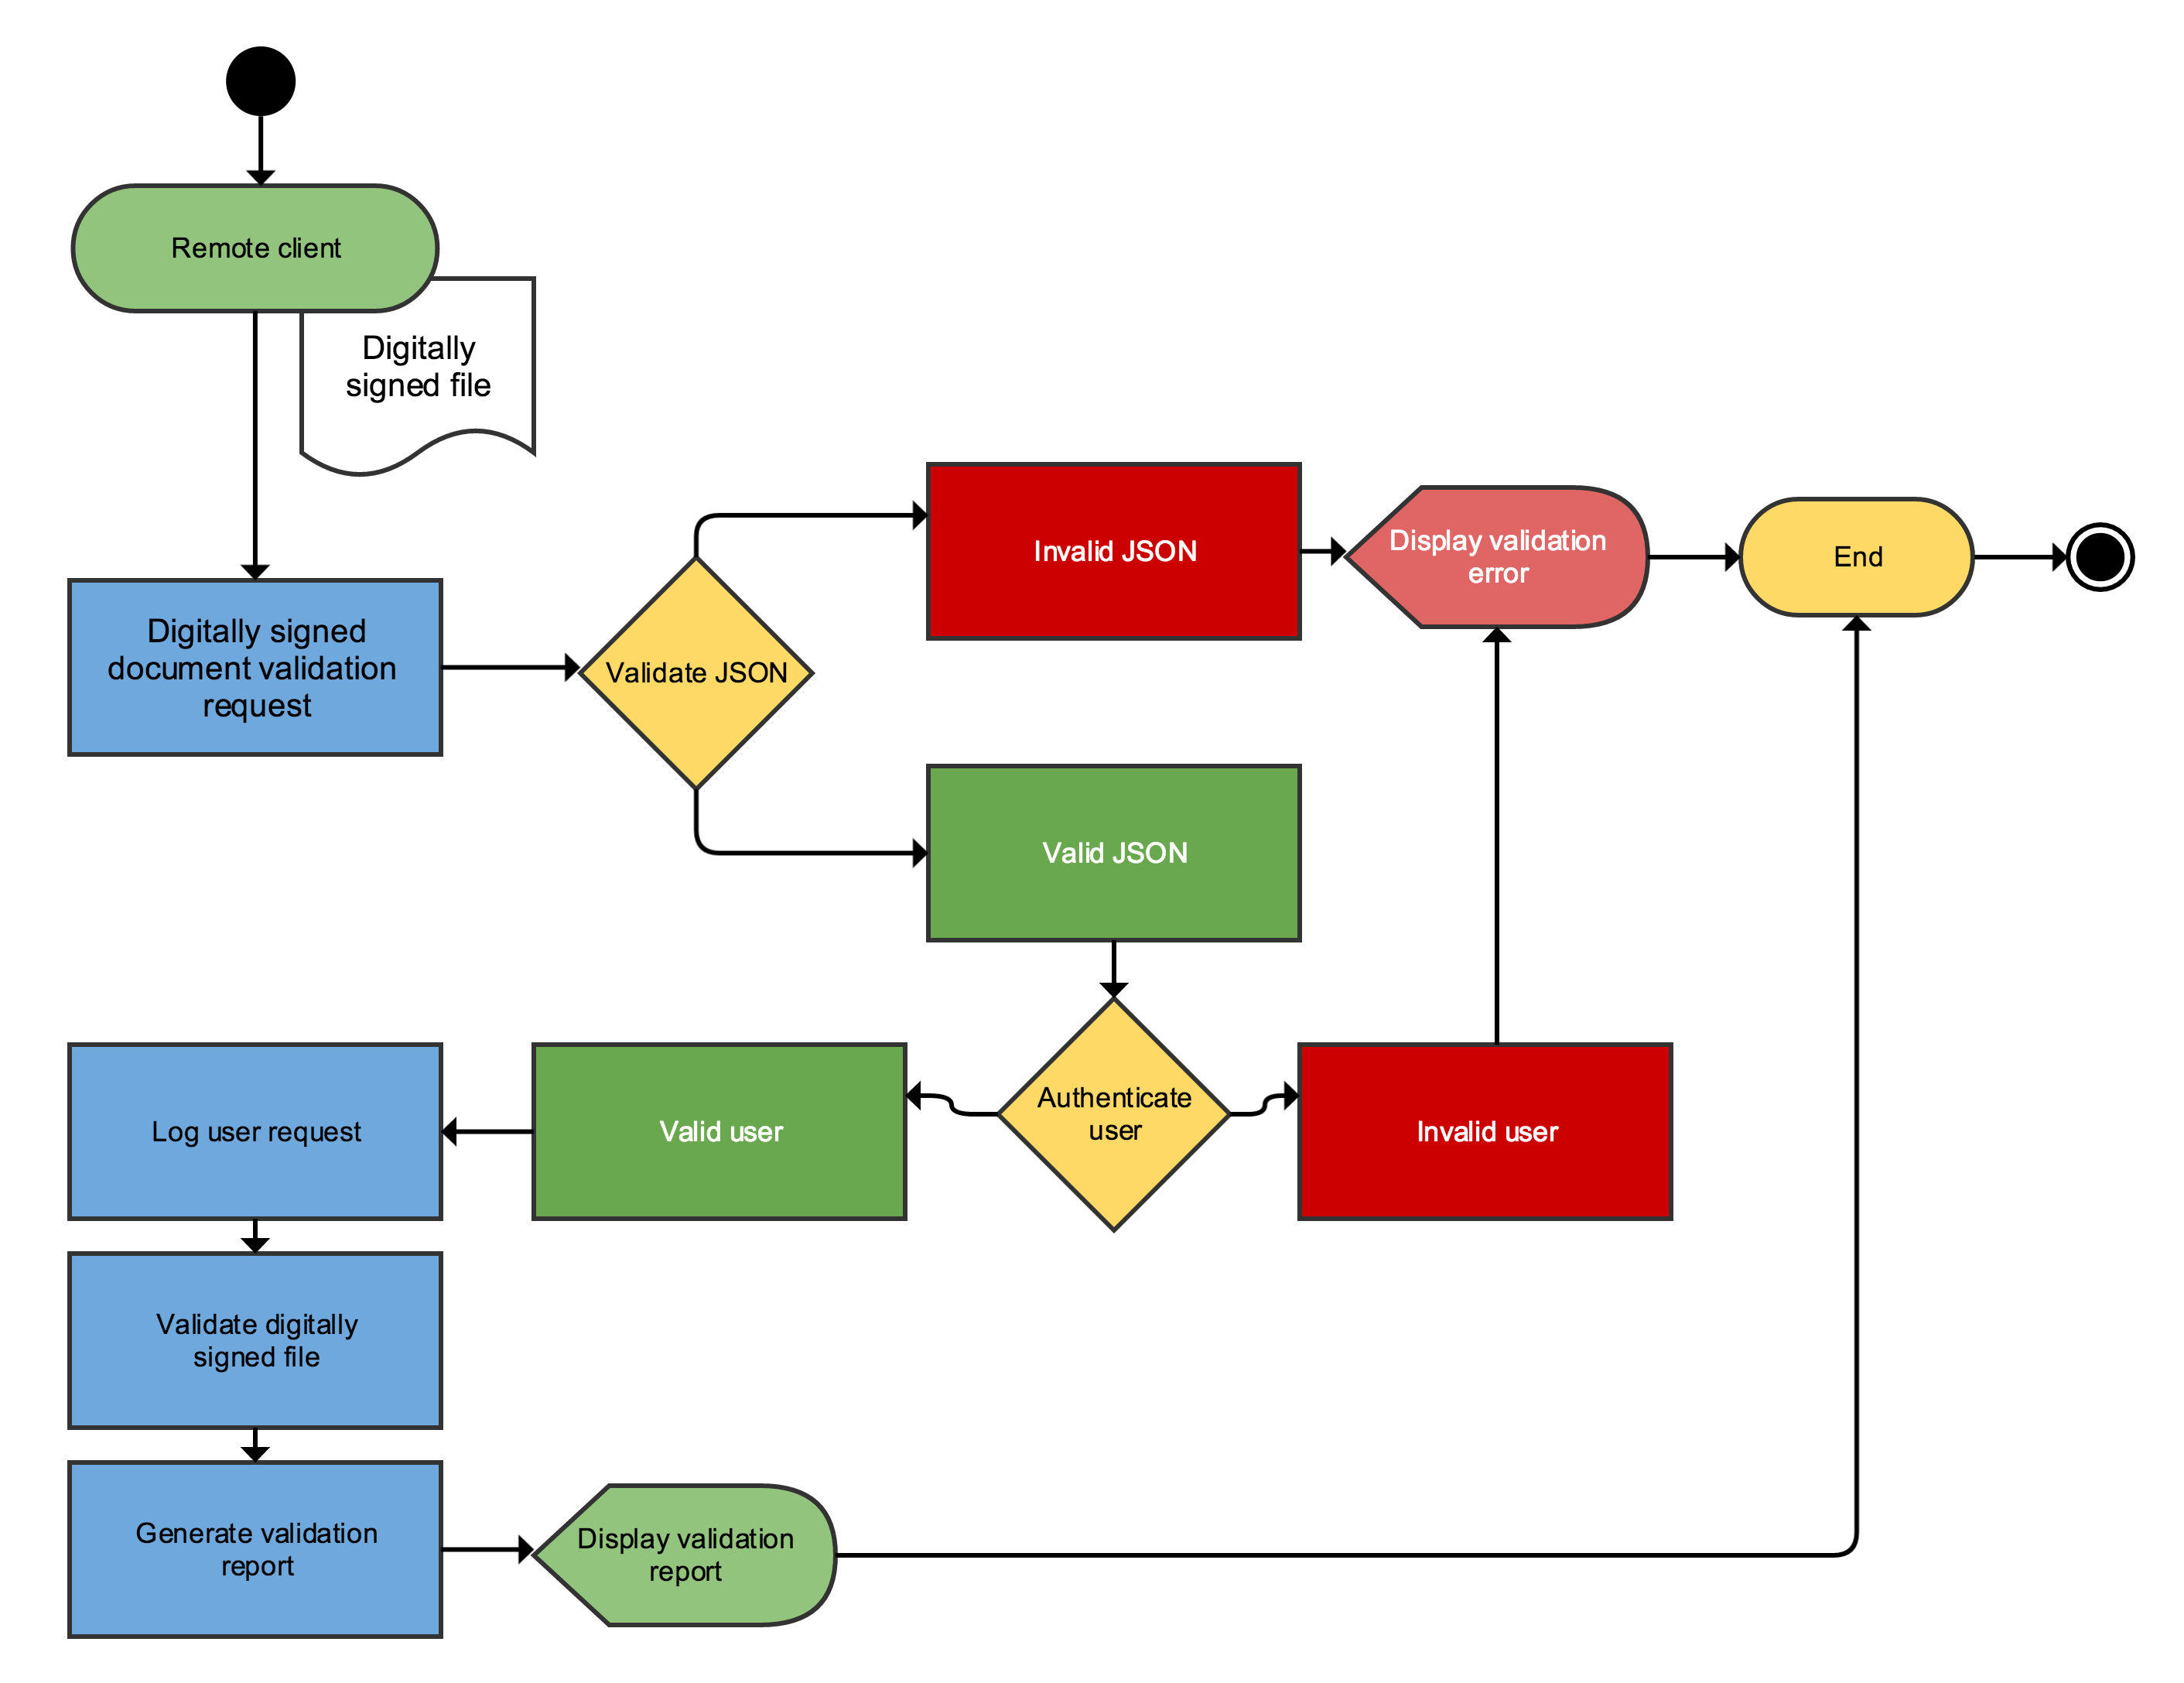 Remote client
Digitally
signed file
Digitally signed
document validation
request
Validate JSON
Invalid JSON
Display validation
error
End
Valid JSON
Authenticate
user
Invalid user
Valid user
Log user request
Validate digitally
signed file
Generate validation
report
Display validation
report